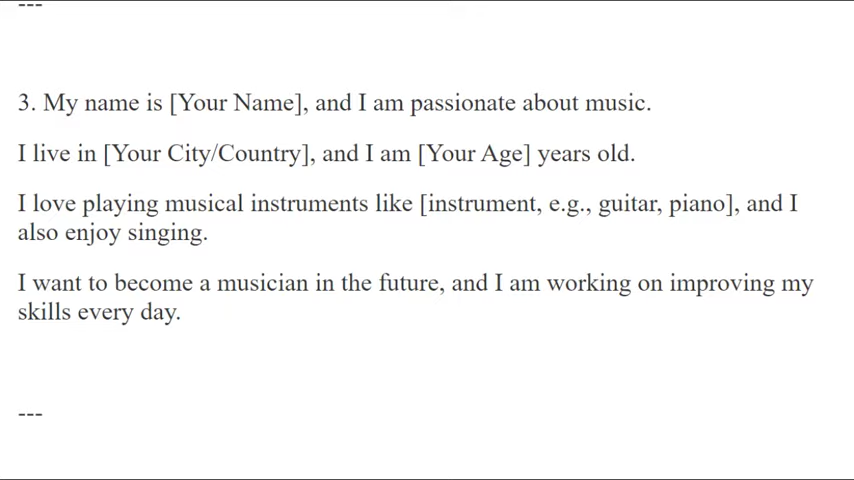 ---
3. My name is [Your Name], and I am passionate about music.
I live in [Your City/Country], and I am [Your Age] years old.
I love playing musical instruments like [instrument, e.g., guitar, piano], and I
also enjoy singing.
I want to become a musician in the future, and I am working on improving my
skills every day.
---